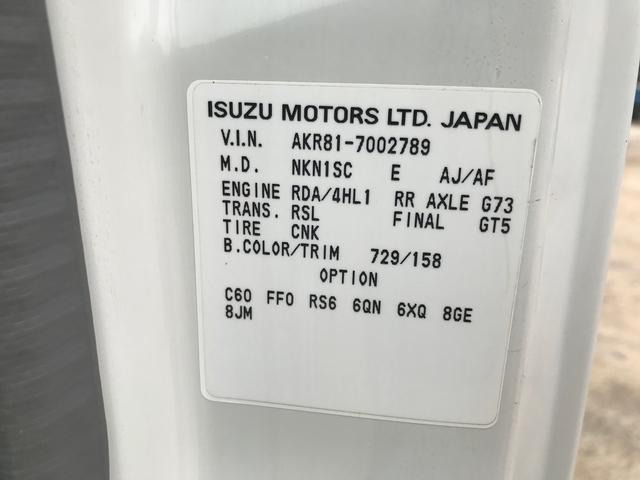 ISUZU MOTORS LTD. JAPAN
V.I.N. AKR81-7002789
M.D. NKN1SC E AJ/AF
ENGINE RDA/4HL1 RR AXLE G73
TRANS. RSL FINAL GT5
TIRE CNK
B.COLOR/TRIM 729/158
OPTION
C60 FF0 RS6 6QN 6XQ 8GE
8JM